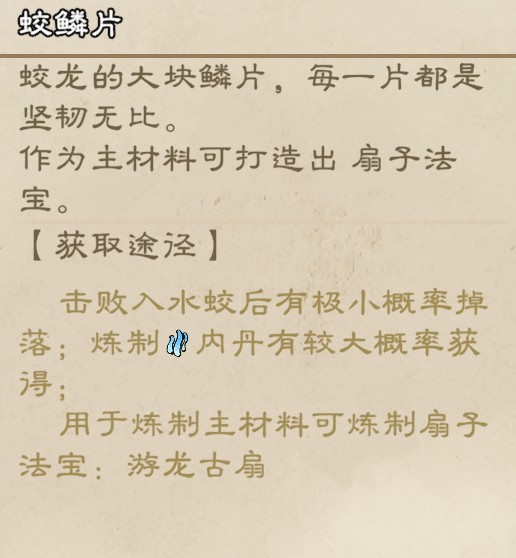 蛟鳞片
蛟龙的大块鳞片，每一片都是
坚韧无比。
作为主材料可打造出 扇子法
宝。
【获取途径】
击败入水蛟后有极小概率掉
落；炼制内丹有较大概率获
得；
用于炼制主材料可炼制扇子
法宝：游龙古扇